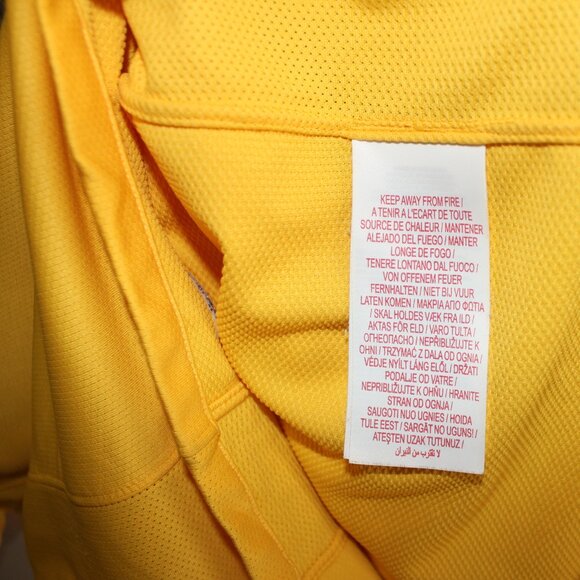 KEEP AWAY FROM FIRE /
A TENIR A L'ECART DE TOUTE
SOURCE DE CHALEUR / MANTENER
ALEJADO DEL FUEGO / MANTER
LONGE DE FOGO /
TENERE LONTANO DAL FUOCO /
VON OFFENEM FEUER
FERNHALTEN / NIET BIJ VUUR
LATEN KOMEN / ΜΑΚΡΙΑ ΑΠΟ ΦΩΤΙΑ
/ SKAL HOLDES VÆK FRA ILD /
AKTAS FÖR ELD / VARO TULTA /
ОГНЕОПАСНО / NEPŘIBLIŽUJTE K
OHNI / TRZYMAĆ Z DALA OD OGNIA /
VÉDJE NYÍLT LÁNG ELŐL / DRŽATI
PODALJE OD VATRE /
NEPRIBLIŽUJTE K OHŇU / HRANITE
STRAN OD OGNJA /
SAUGOTI NUO UGNIES / HOIDA
TULE EEST / SARGĀT NO UGUNS! /
ATEŞTEN UZAK TUTUNUZ /
لا تقترب من النيران